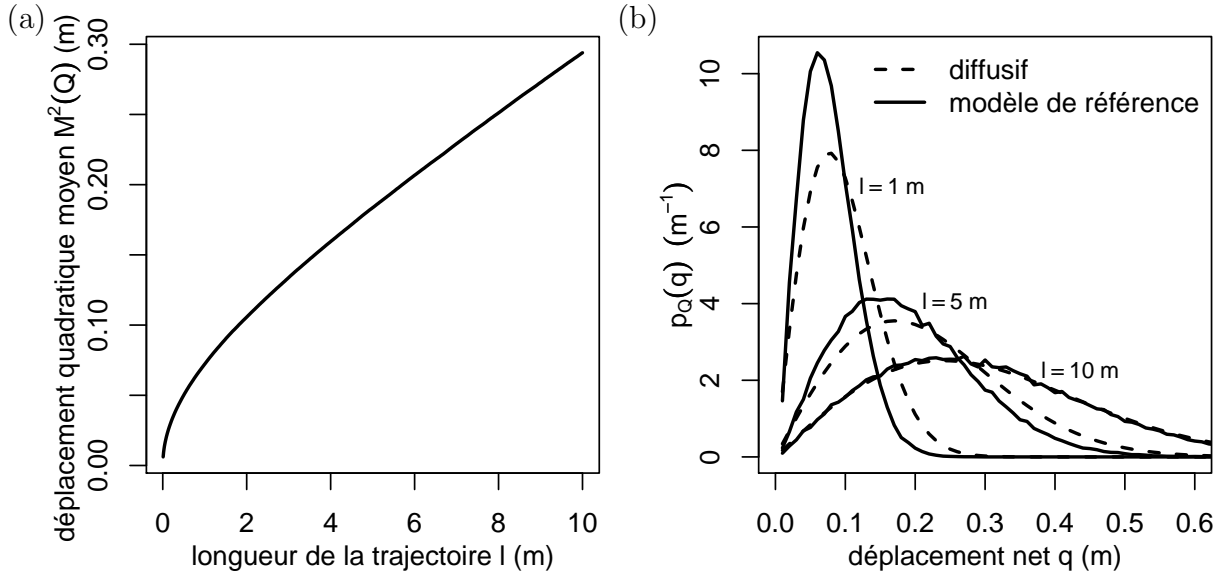 (a)
déplacement quadratique moyen M²(Q) (m)
0.30
0.20
0.10
0.00
0 2 4 6 8 10
longueur de la trajectoire l (m)
(b)
p_Q(q) (m⁻¹)
10
8
6
4
2
0
diffusif
modèle de référence
l = 1 m
l = 5 m
l = 10 m
0.0 0.1 0.2 0.3 0.4 0.5 0.6
déplacement net q (m)